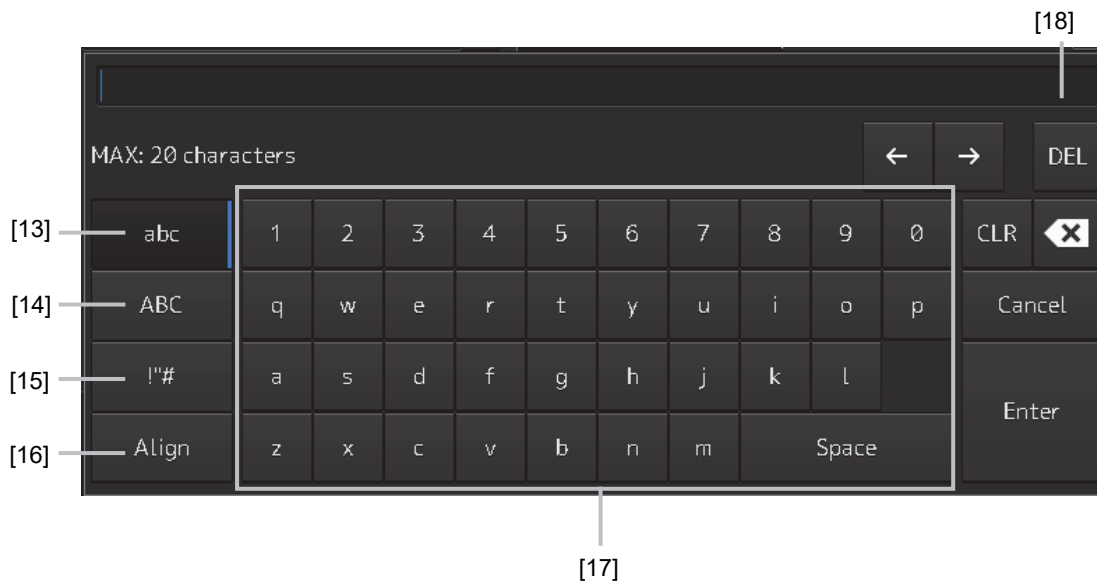 [18]
MAX: 20 characters ← → DEL
[13] abc 1 2 3 4 5 6 7 8 9 0 CLR
[14] ABC q w e r t y u i o p Cancel
[15] !"# a s d f g h j k l
[16] Align z x c v b n m Space Enter
[17]